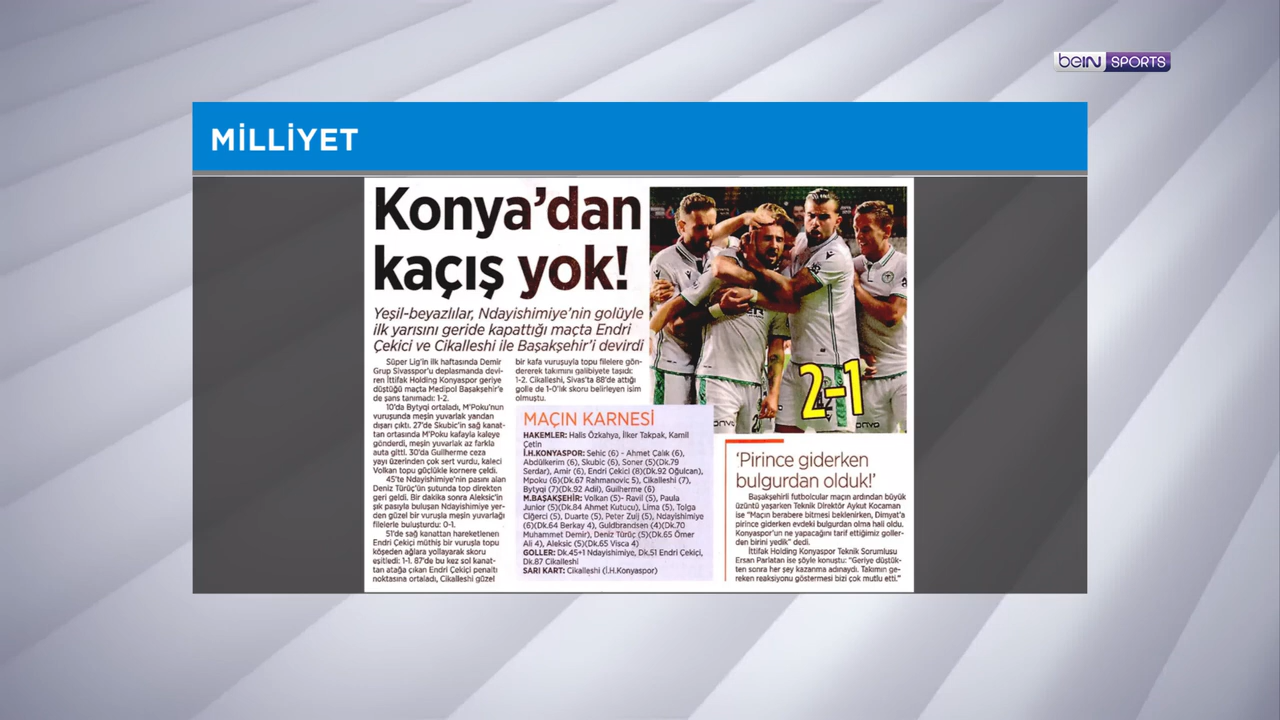 beIN SPORTS
MİLLİYET
Konya'dan
kaçış yok!
Yeşil-beyazlılar, Ndayishimiye'nin golüyle
ilk yarısını geride kapattığı maçta Endri
Çekici ve Cikalleshi ile Başakşehir'i devirdi
Süper Lig'in ilk haftasında Demir
Grup Sivasspor'u deplasmanda devi-
ren İttifak Holding Konyaspor geriye
düştüğü maçta Medipol Başakşehir'e
de şans tanımadı: 1-2.
10'da Bytyqi ortaladı, M'Poku'nun
vuruşunda meşin yuvarlak yandan
dışarı çıktı. 27'de Skubic'in sağ kanat-
tan ortasında M'Poku kafayla kaleye
gönderdi, meşin yuvarlak az farkla
auta gitti. 30'da Guilherme ceza
yayı üzerinden çok sert vurdu, kaleci
Volkan topu güçlükle kornere çeldi.
45'te Ndayishimiye'nin pasını alan
Deniz Türüç'ün şutunda top direkten
geri geldi. Bir dakika sonra Aleksic'in
şık pasıyla buluşan Ndayishimiye yer-
den güzel bir vuruşla meşin yuvarlağı
filelerle buluşturdu: 0-1.
51'de sağ kanattan hareketlenen
Endri Çekiçi müthiş bir vuruşla topu
köşeden ağlara yollayarak skoru
eşitledi: 1-1. 87'de bu kez sol kanat-
tan atağa çıkan Endri Çekiçi penaltı
noktasına ortaladı, Cikalleshi güzel
bir kafa vuruşuyla topu filelere gön-
dererek takımını galibiyete taşıdı:
1-2. Cikalleshi, Sivas'ta 88'de attığı
golle de 1-0'lık skoru belirleyen isim
olmuştu.
MAÇIN KARNESİ
HAKEMLER: Halis Özkahya, İlker Takpak, Kamil
Çetin
İ.H.KONYASPOR: Sehic (6) - Ahmet Çalık (6),
Abdülkerim (6), Skubic (6), Soner (5)(Dk.79
Serdar), Amir (6), Endri Çekici (8)(Dk.92 Oğulcan),
Mpoku (6)(Dk.67 Rahmanovic 5), Cikalleshi (7),
Bytyqi (7)(Dk.92 Adil), Guilherme (6)
M.BAŞAKŞEHİR: Volkan (5)- Ravil (5), Paula
Junior (5)(Dk.84 Ahmet Kutucu), Lima (5), Tolga
Ciğerci (5), Duarte (5), Peter Zulj (5), Ndayishimiye
(6)(Dk.64 Berkay 4), Guldbrandsen (4)(Dk.70
Muhammet Demir), Deniz Türüç (5)(Dk.65 Ömer
Ali 4), Aleksic (5)(Dk.65 Visca 4)
GOLLER: Dk.45+1 Ndayishimiye, Dk.51 Endri Çekici,
Dk.87 Cikalleshi
SARI KART: Cikalleshi (İ.H.Konyaspor)
2-1
'Pirince giderken
bulgurdan olduk!'
Başakşehirli futbolcular maçın ardından büyük
üzüntü yaşarken Teknik Direktör Aykut Kocaman
ise "Maçın berabere bitmesi beklenirken, Dimyat'a
pirince giderken evdeki bulgurdan olma hali oldu.
Konyaspor'un ne yapacağını tarif ettiğimiz goller-
den birini yedik" dedi.
İttifak Holding Konyaspor Teknik Sorumlusu
Ersan Parlatan ise şöyle konuştu: "Geriye düştük-
ten sonra her şey kazanma adınaydı. Takımın ge-
reken reaksiyonu göstermesi bizi çok mutlu etti."